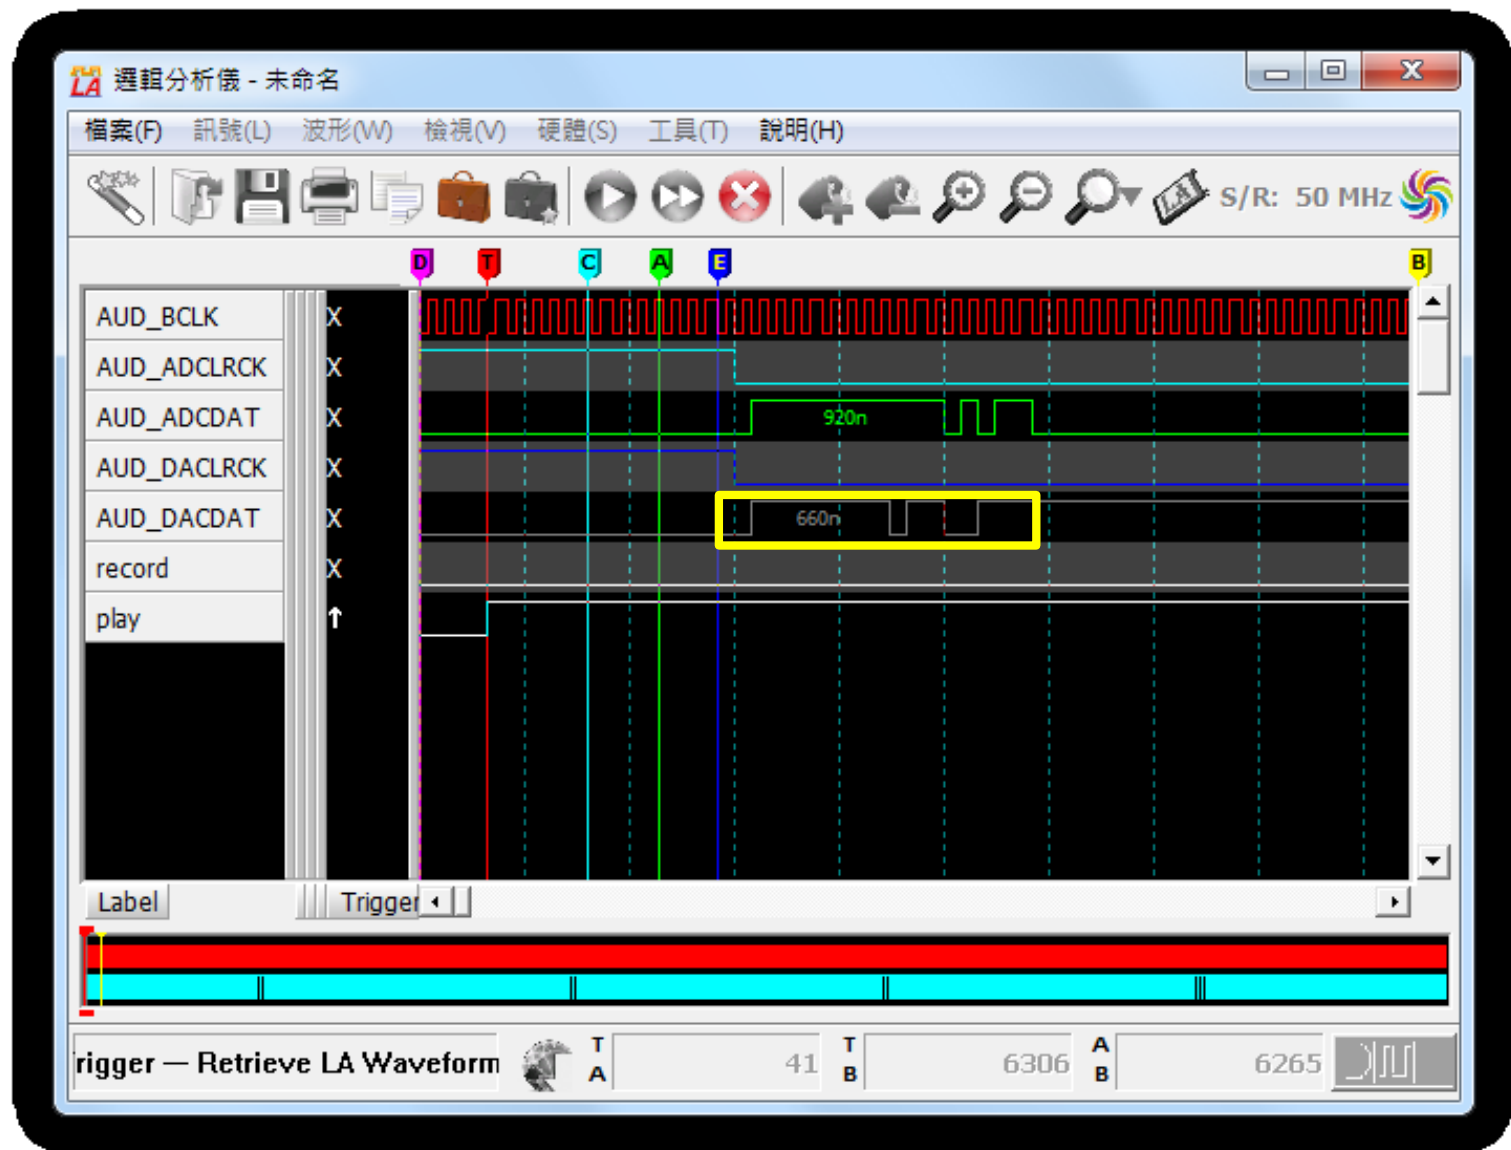 LA 邏輯分析儀 - 未命名
檔案(F) 訊號(L) 波形(W) 檢視(V) 硬體(S) 工具(T) 說明(H)
LA S/R: 50 MHz
D T C A E B
AUD_BCLK X
AUD_ADCLRCK X
AUD_ADCDAT X 920n
AUD_DACLRCK X
AUD_DACDAT X 660n
record X
play ↑
Label Trigger
rigger — Retrieve LA Waveform T A 41 T B 6306 A B 6265